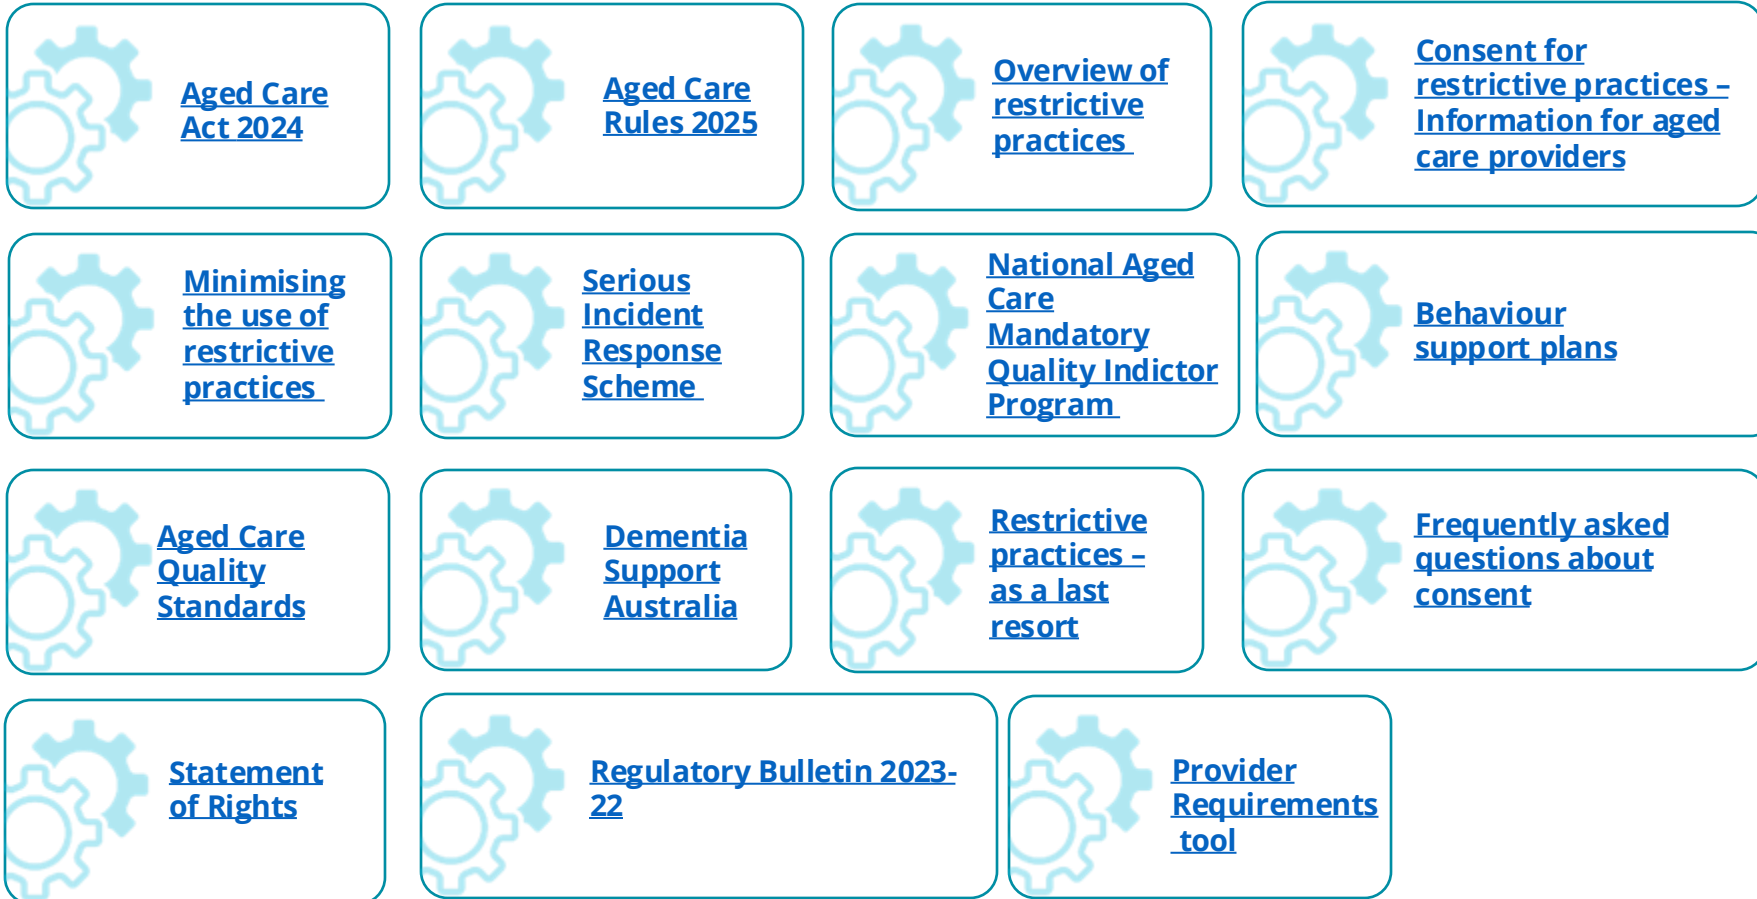 Aged Care
Act 2024
Aged Care
Rules 2025
Overview of
restrictive
practices
Consent for
restrictive practices –
Information for aged
care providers
Minimising
the use of
restrictive
practices
Serious
Incident
Response
Scheme
National Aged
Care
Mandatory
Quality Indictor
Program
Behaviour
support plans
Aged Care
Quality
Standards
Dementia
Support
Australia
Restrictive
practices –
as a last
resort
Frequently asked
questions about
consent
Statement
of Rights
Regulatory Bulletin 2023-
22
Provider
Requirements
tool